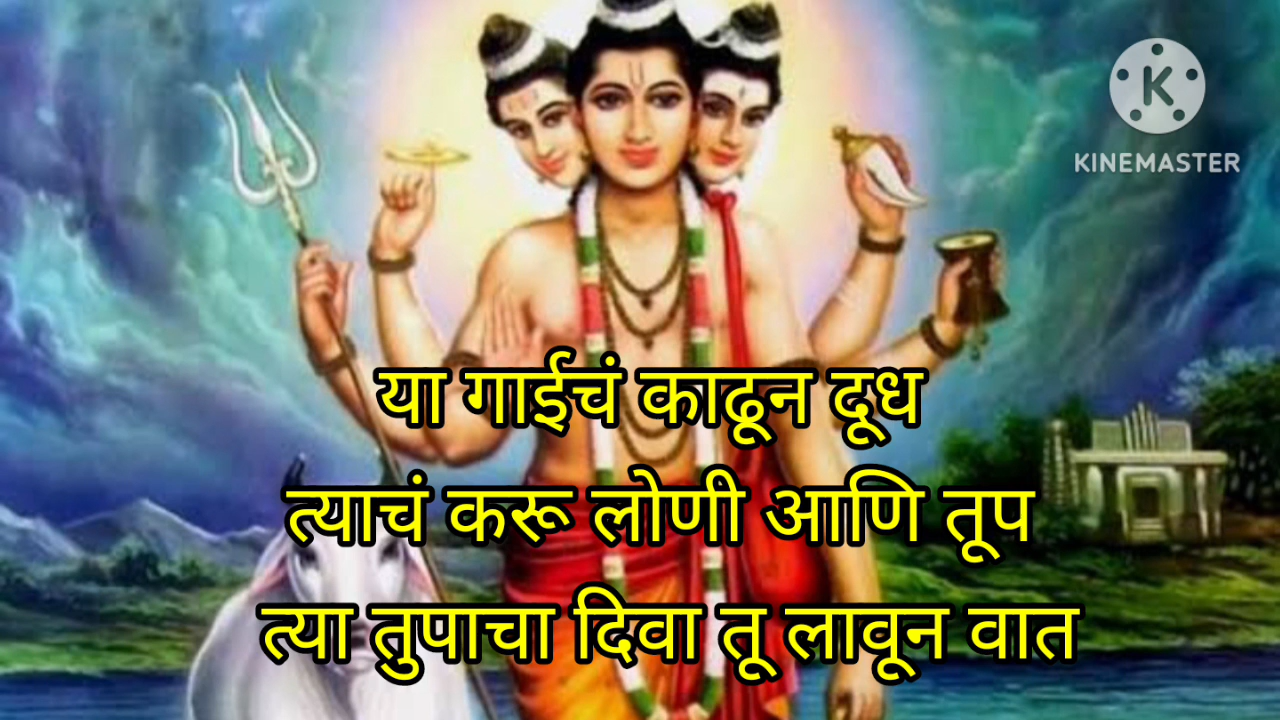 KINEMASTER
या गाईचं काढून दूध
त्याचं करू लोणी आणि तूप
त्या तुपाचा दिवा तू लावून वात